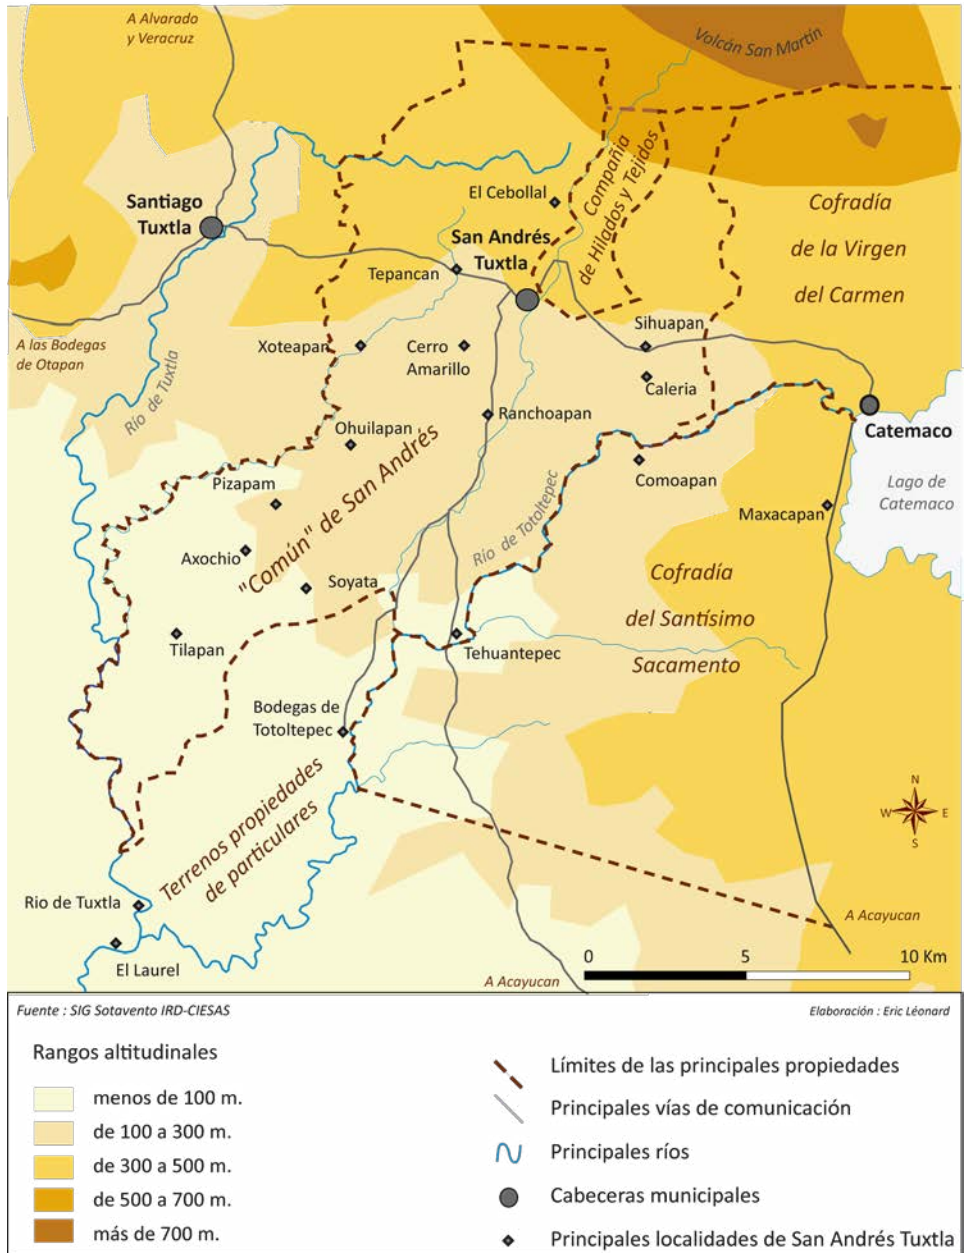 A Alvarado
y Veracruz
Volcán San Martín
Compañia
de Hilados y Tejidos
El Cebollal
Santiago
Tuxtla
San Andrés
Tuxtla
Cofradía
de la Virgen
del Carmen
Tepancan
Sihuapan
A las Bodegas
de Otapan
Río de Tuxtla
Xoteapan
Cerro
Amarillo
Caleria
Ranchoapan
Catemaco
Ohuilapan
"Común" de San Andrés
Pizapam
Comoapan
Lago de
Catemaco
Río de Totoltepec
Maxacapan
Axochio
Soyata
Cofradía
del Santísimo
Sacamento
Tilapan
Tehuantepec
Bodegas de
Totoltepec
Terrenos propiedades
de particulares
N
W
E
S
Rio de Tuxtla
A Acayucan
El Laurel
0
5
10 Km
A Acayucan
Fuente : SIG Sotavento IRD-CIESAS
Elaboración : Eric Léonard
Rangos altitudinales
menos de 100 m.
de 100 a 300 m.
de 300 a 500 m.
de 500 a 700 m.
más de 700 m.
Límites de las principales propiedades
Principales vías de comunicación
Principales ríos
Cabeceras municipales
Principales localidades de San Andrés Tuxtla